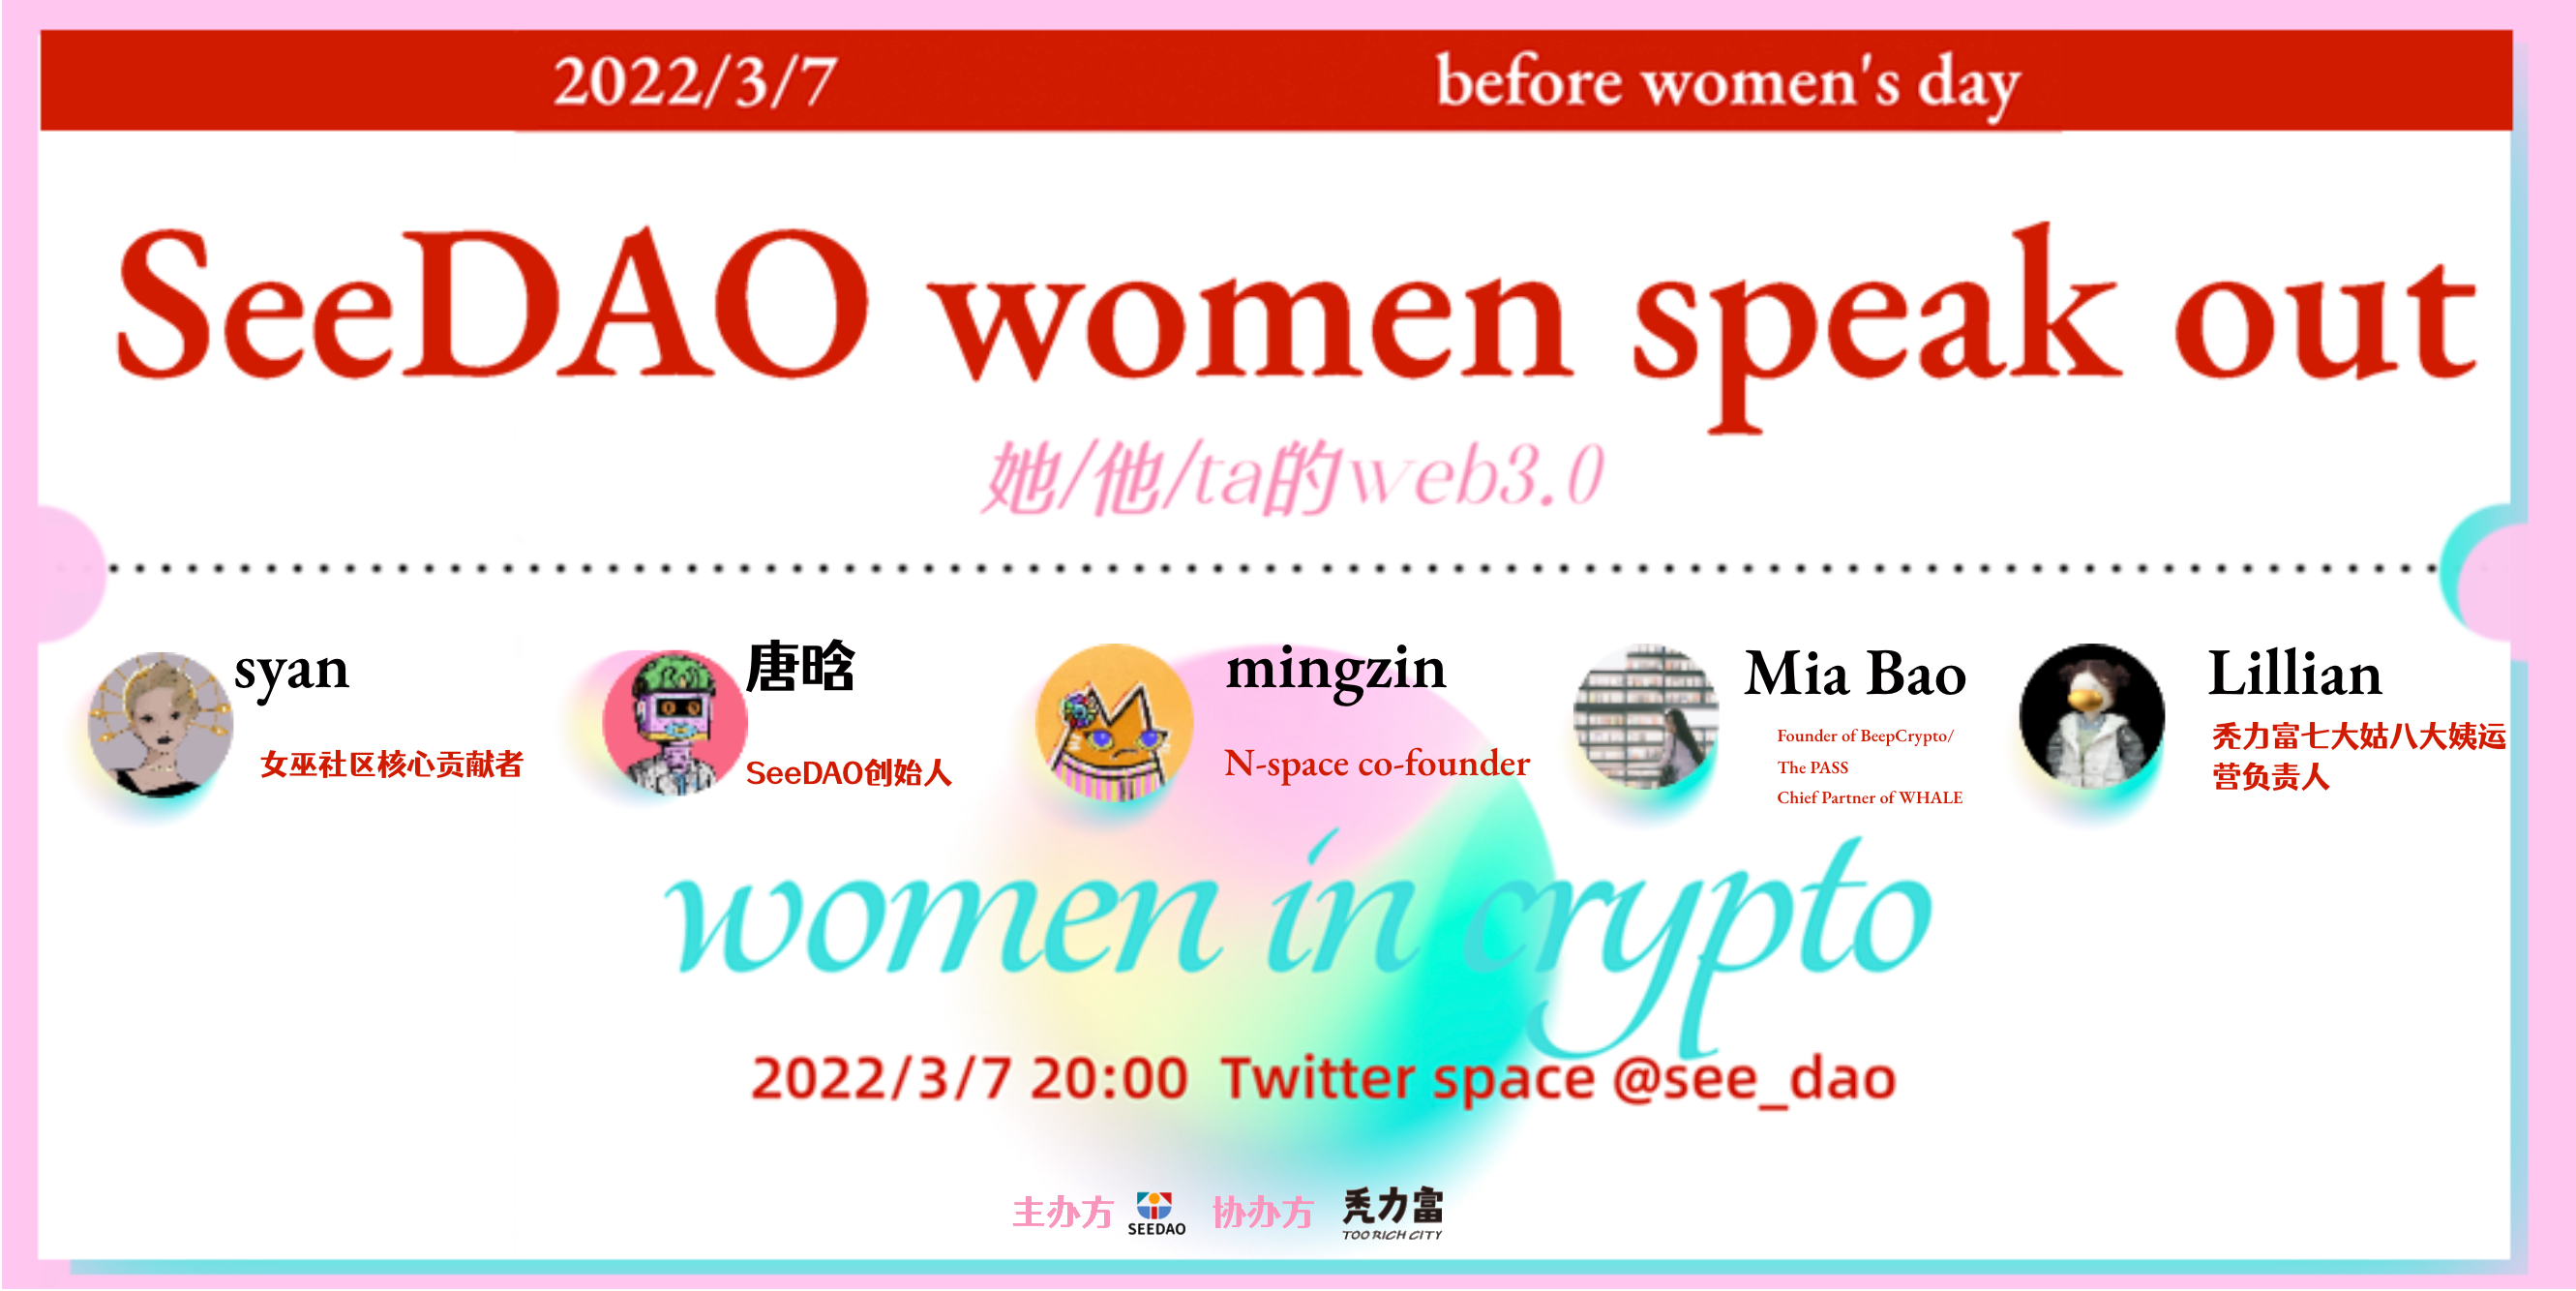 2022/3/7
before women's day
SeeDAO women speak out
她/他/ta的web3.0
syan
女巫社区核心贡献者
唐晗
SeeDAO创始人
mingzin
N-space co-founder
Mia Bao
Founder of BeepCrypto/
The PASS
Chief Partner of WHALE
Lillian
秃力富七大姑八大姨运
营负责人
women in crypto
2022/3/7 20:00 Twitter space @see_dao
主办方 SEEDAO 协办方 秃力富
TOO RICH CITY